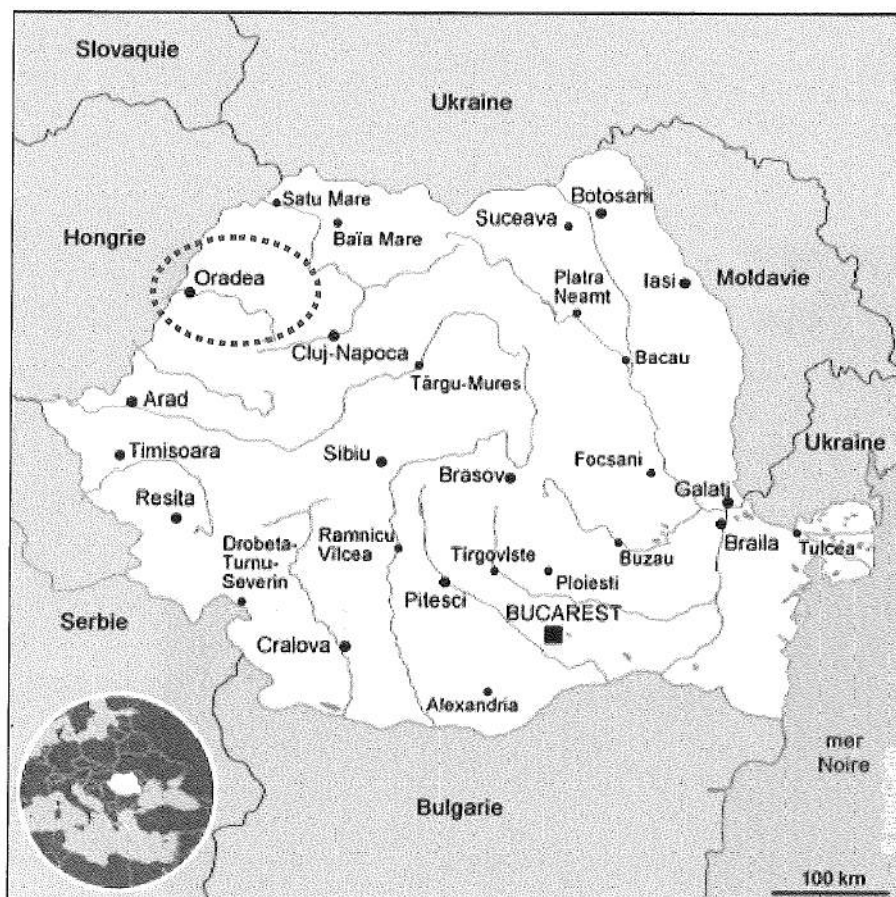 Slovaquie
Ukraine
Satu Mare
Botosani
Suceava
Baïa Mare
Hongrie
Oradea
Piatra
Neamt
Iasi
Moldavie
Cluj-Napoca
Bacau
Târgu-Mures
Arad
Ukraine
Timisoara
Sibiu
Brasov
Focsani
Resita
Galati
Ramnicu
Vîlcea
Drobeta-
Turnu-
Severin
Tirgoviste
Buzau
Braila
Tulcea
Ploiesti
Pitesci
BUCAREST
Serbie
Craiova
Alexandria
mer
Noire
Bulgarie
100 km